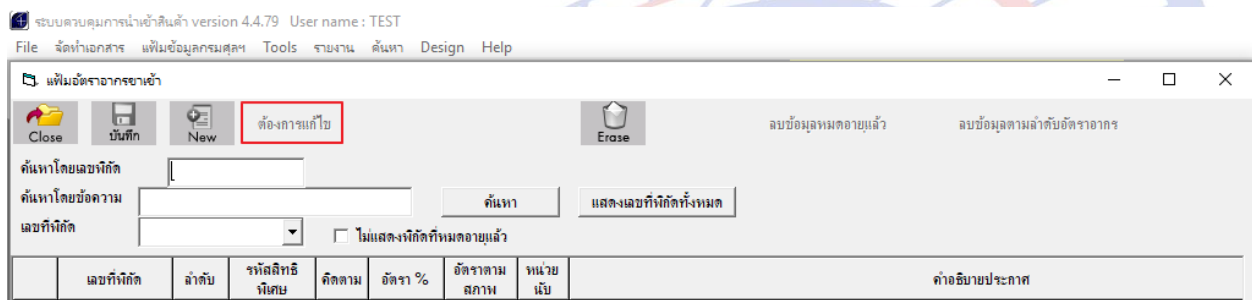 ระบบควบคุมการนำเข้าสินค้า version 4.4.79 User name : TEST
File จัดทำเอกสาร แฟ้มข้อมูลกรมศุลฯ Tools รายงาน ค้นหา Design Help
แฟ้มอัตราอากรขาเข้า
Close บันทึก New ต้องการแก้ไข Erase ลบข้อมูลหมดอายุแล้ว ลบข้อมูลตามลำดับอัตราอากร
ค้นหาโดยเลขพิกัด
ค้นหาโดยข้อความ ค้นหา แสดงเลขที่พิกัดทั้งหมด
เลขที่พิกัด ไม่แสดงพิกัดที่หมดอายุแล้ว
เลขที่พิกัด ลำดับ รหัสสิทธิพิเศษ คิดตาม อัตรา % อัตราตามสภาพ หน่วยนับ คำอธิบายประกาศ